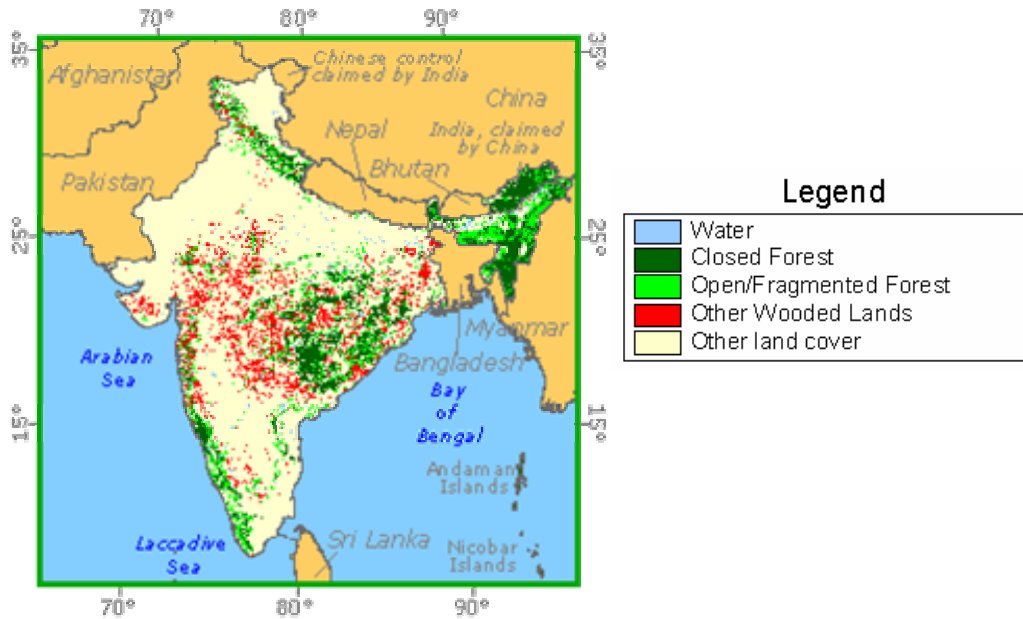 70° 80° 90°
35° 35°
Afghanistan
Chinese control
claimed by India
China
Nepal
India, claimed
by China
Bhutan
Pakistan
25° 25°
Legend
Water
Closed Forest
Open/Fragmented Forest
Other Wooded Lands
Other land cover
Myanmar
Bangladesh
Arabian
Sea
Bay
of
Bengal
15° 15°
Andaman
Islands
Laccadive
Sea
Sri Lanka
Nicobar
Islands
70° 80° 90°